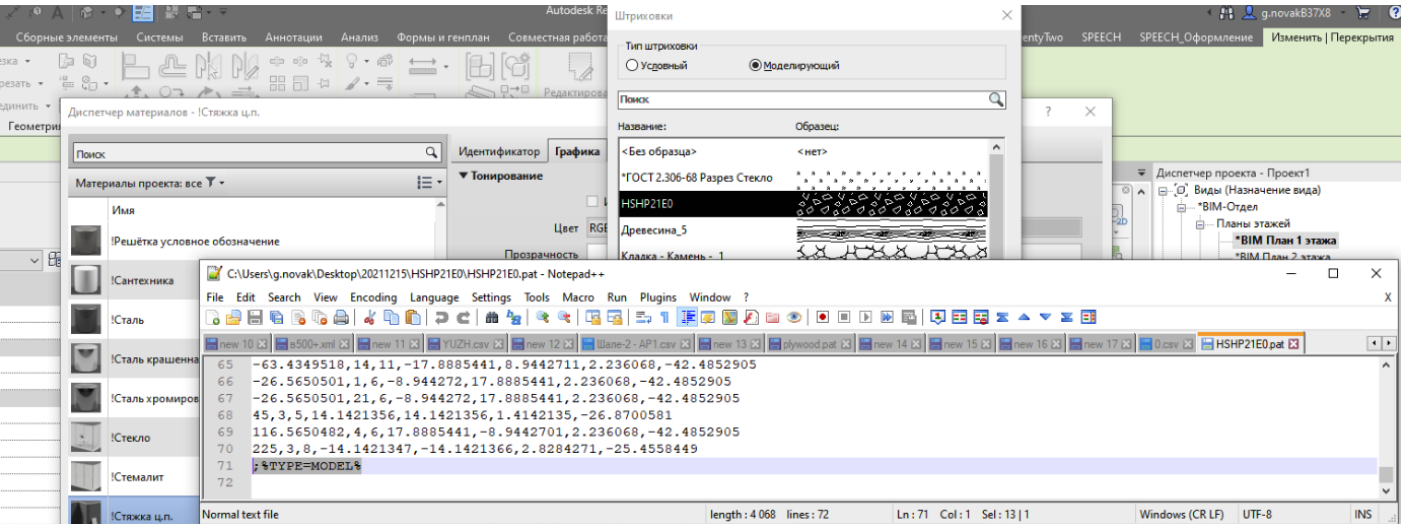 Autodesk Re
g.novakB37X8
Сборные элементы Системы Вставить Аннотации Анализ Формы и генплан Совместная работа
entyTwo SPEECH SPEECH_Оформление Изменить | Перекрытия
Штриховки
Тип штриховки
Условный Моделирующий
Поиск
Название: Образец:
<Без образца> <нет>
*ГОСТ 2.306-68 Разрез Стекло
HSHP21E0
Древесина_5
Кладка - Камень - 1
Редактирова
Геометрия
Диспетчер материалов - !Стяжка ц.п.
Поиск
Материалы проекта: все
Имя
!Решётка условное обозначение
!Сантехника
!Сталь
!Сталь крашенна
!Сталь хромиров
!Стекло
!Стемалит
!Стяжка ц.п.
Идентификатор Графика
Тонирование
Цвет RGB
Прозрачность
Диспетчер проекта - Проект1
Виды (Назначение вида)
*BIM-Отдел
Планы этажей
*BIM План 1 этажа
*BIM План 2 этажа
C:\Users\g.novak\Desktop\20211215\HSHP21E0\HSHP21E0.pat - Notepad++
File Edit Search View Encoding Language Settings Tools Macro Run Plugins Window ?
X
new 10 в500+.xml new 11 YUZH.csv new 12 Шале-2 - АР1.csv new 13 plywood.pat new 14 new 15 new 16 new 17 0.csv HSHP21E0.pat
65 -63.4349518,14,11,-17.8885441,8.9442711,2.236068,-42.4852905
66 -26.5650501,1,6,-8.944272,17.8885441,2.236068,-42.4852905
67 -26.5650501,21,6,-8.944272,17.8885441,2.236068,-42.4852905
68 45,3,5,14.1421356,14.1421356,1.4142135,-26.8700581
69 116.5650482,4,6,17.8885441,-8.9442701,2.236068,-42.4852905
70 225,3,8,-14.1421347,-14.1421366,2.8284271,-25.4558449
71 ;%TYPE=MODEL%
72
Normal text file length : 4 068 lines : 72 Ln : 71 Col : 1 Sel : 13 | 1 Windows (CR LF) UTF-8 INS